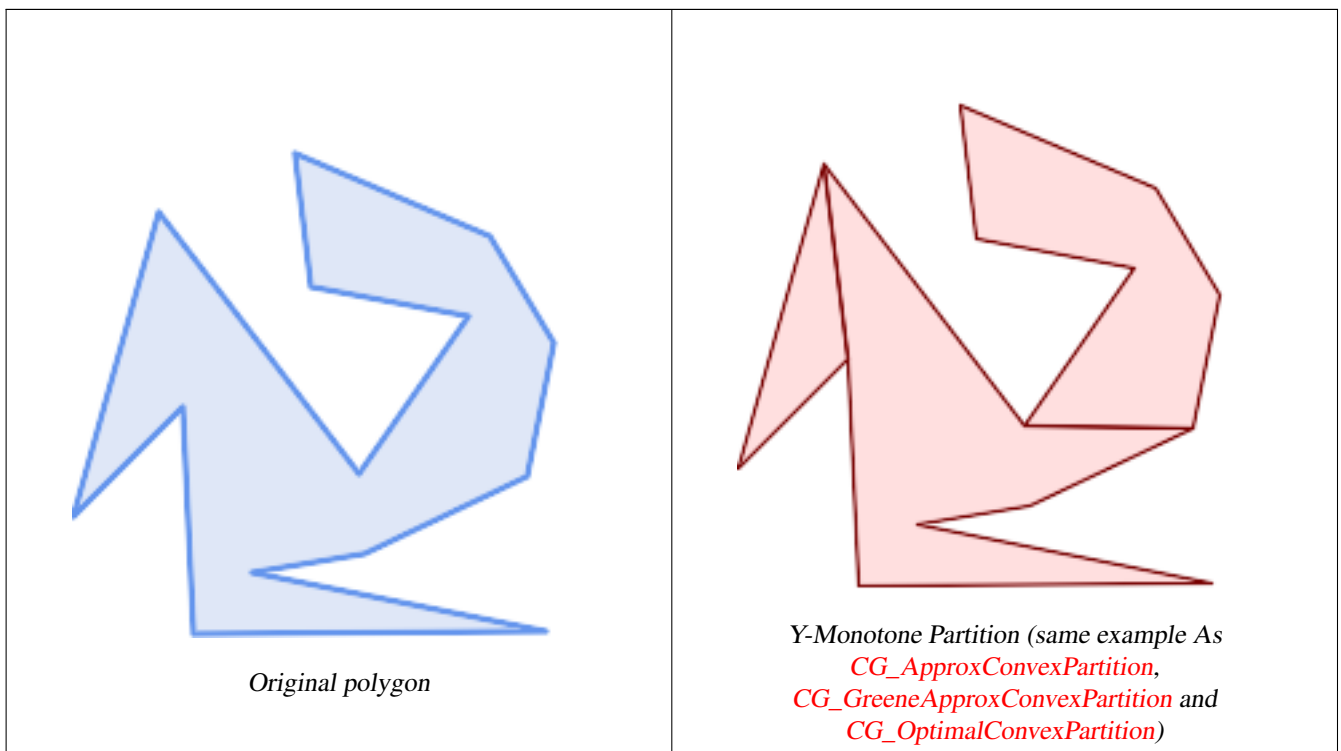 Original polygon
Y-Monotone Partition (same example As
CG_ApproxConvexPartition,
CG_GreeneApproxConvexPartition and
CG_OptimalConvexPartition)